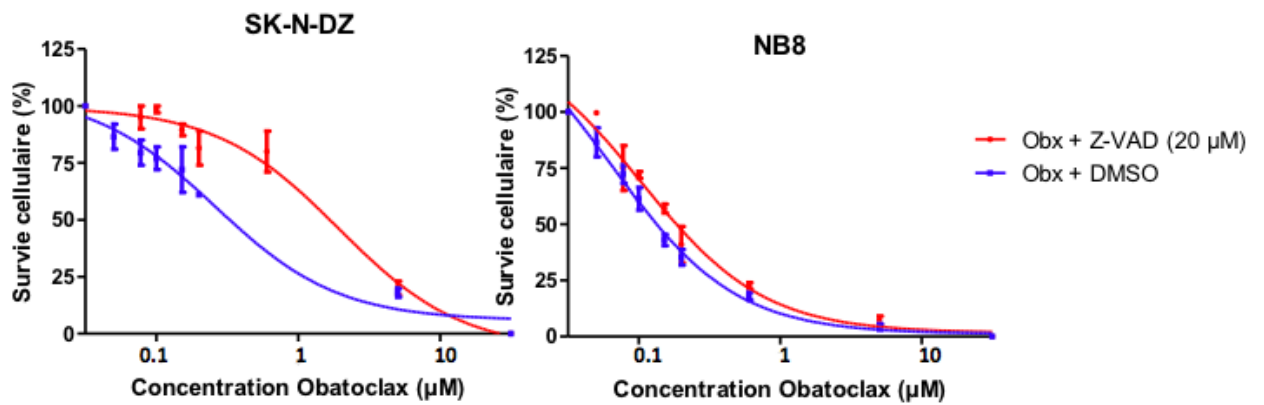 SK-N-DZ
125
100
75
50
25
0
Survie cellulaire (%)
0.1 1 10
Concentration Obatoclax (µM)
NB8
125
100
75
50
25
0
Survie cellulaire (%)
0.1 1 10
Concentration Obatoclax (µM)
Obx + Z-VAD (20 µM)
Obx + DMSO